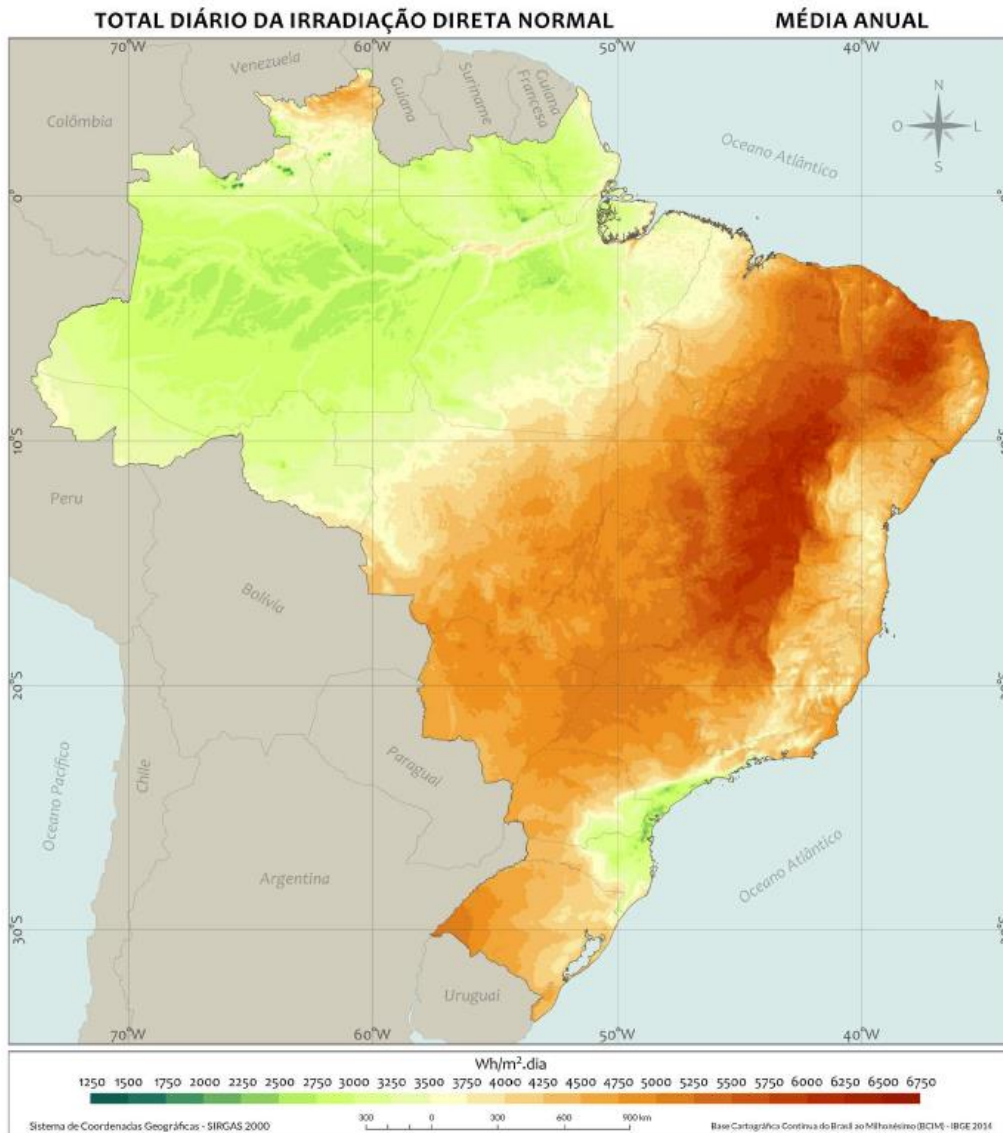 TOTAL DIÁRIO DA IRRADIAÇÃO DIRETA NORMAL MÉDIA ANUAL
70°W 50°W 40°W
Venezuela
Guiana
Suriname
Guiana
Francesa
Colômbia
N
O L
S
Oceano Atlântico
0°
Peru
10°S
Bolívia
20°S
Oceano Pacífico
Chile
Paraguai
Argentina
Oceano Atlântico
30°S
Uruguai
70°W 60°W 50°W 40°W
Wh/m².dia
1250 1500 1750 2000 2250 2500 2750 3000 3250 3500 3750 4000 4250 4500 4750 5000 5250 5500 5750 6000 6250 6500 6750
300 0 300 600 900 km
Sistema de Coordenadas Geográficas - SIRGAS 2000
Base Cartográfica Contínua do Brasil ao Milhonésimo (BCIM) - IBGE 2014